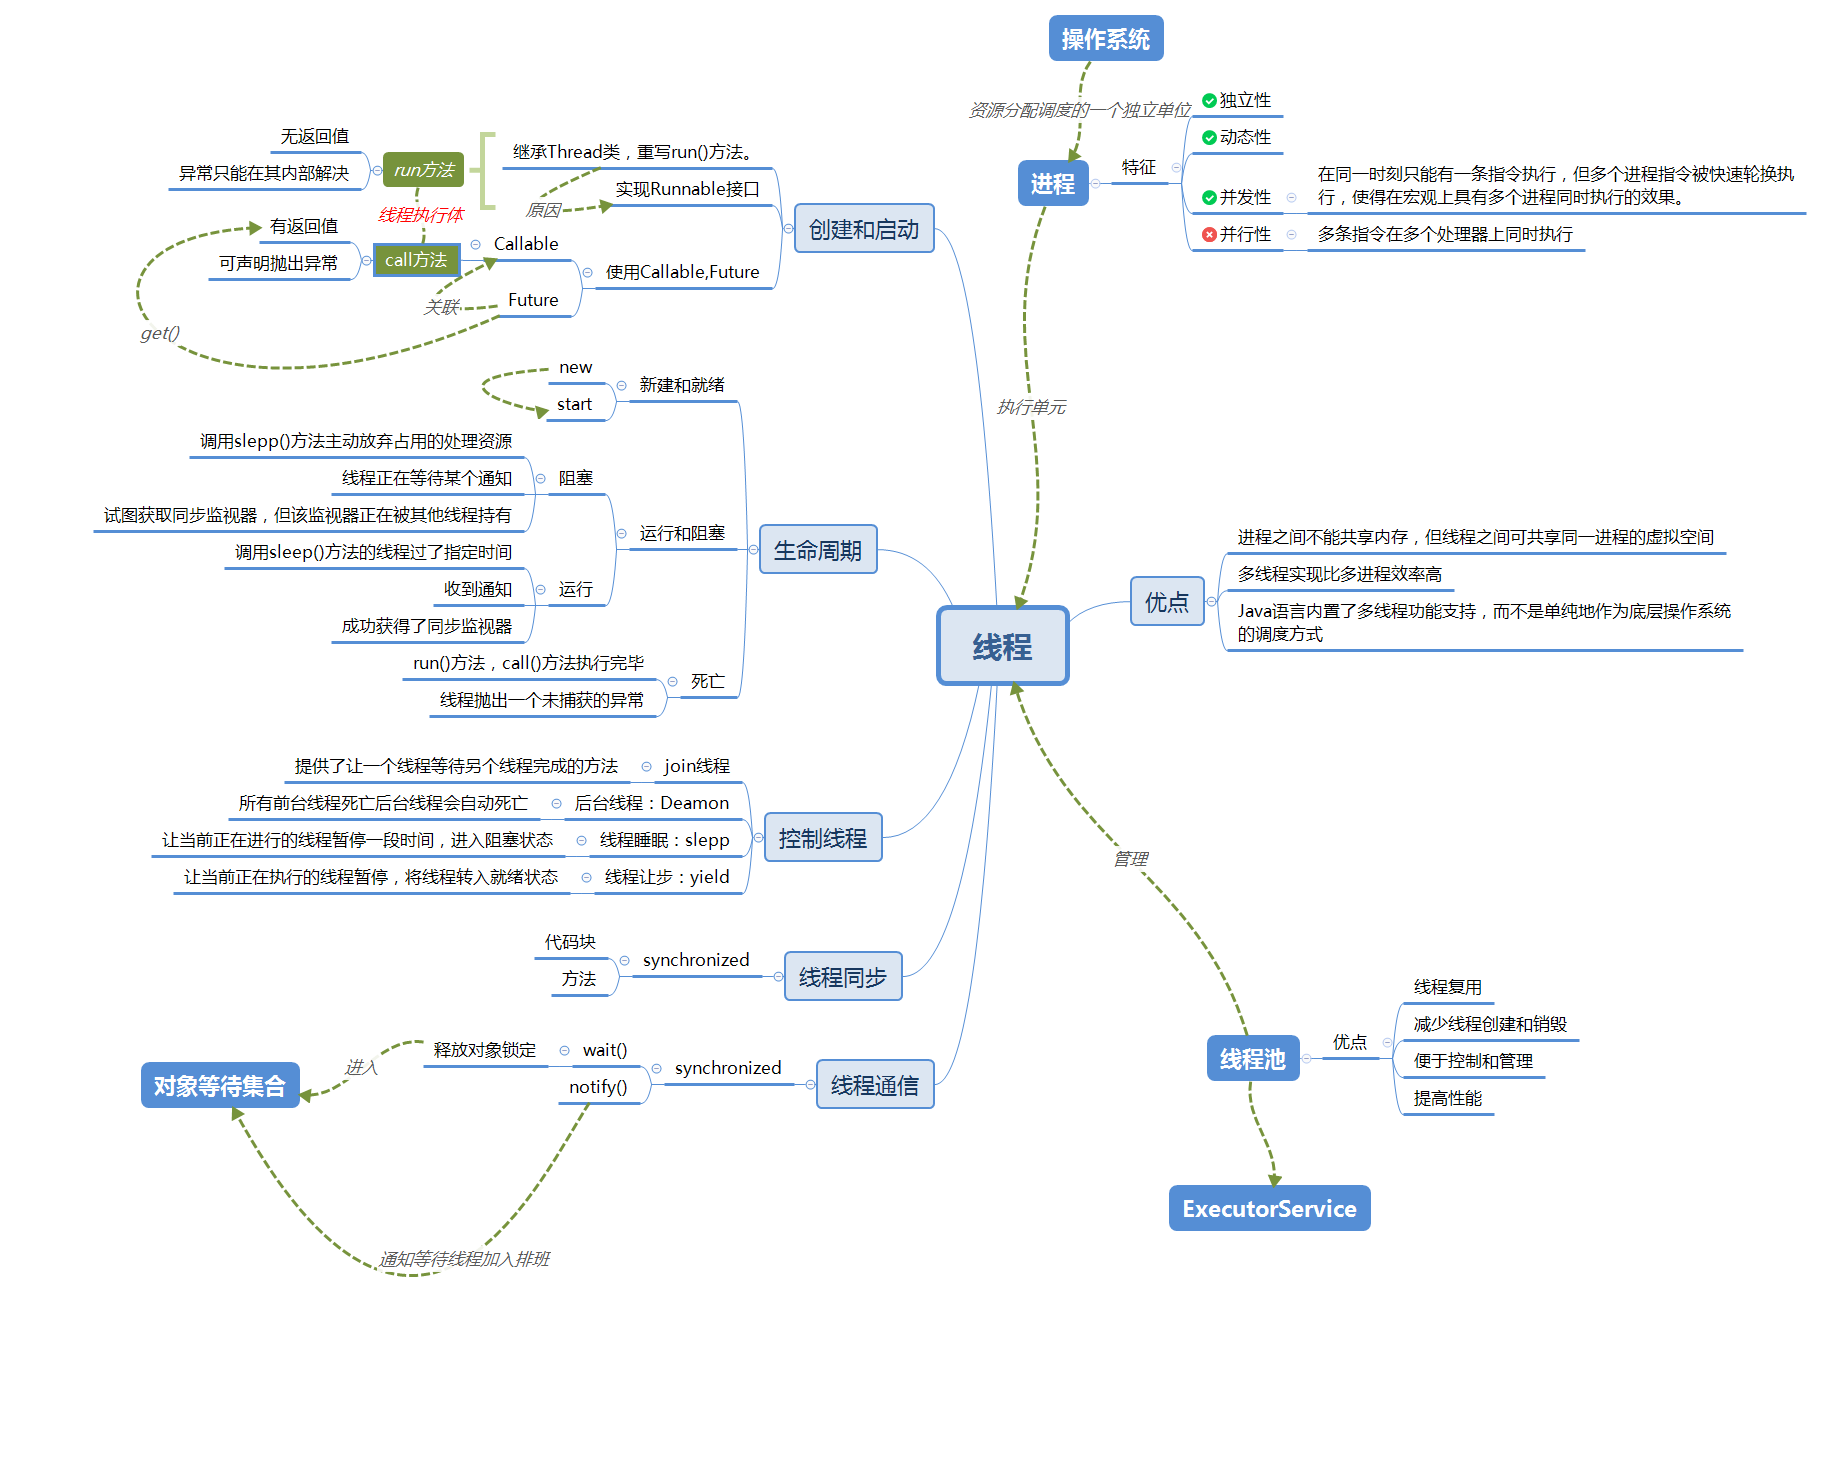 操作系统
资源分配调度的一个独立单位
进程
特征
独立性
动态性
并发性
在同一时刻只能有一条指令执行，但多个进程指令被快速轮换执
行，使得在宏观上具有多个进程同时执行的效果。
并行性
多条指令在多个处理器上同时执行
执行单元
线程
创建和启动
继承Thread类，重写run()方法。
实现Runnable接口
原因
run方法
无返回值
异常只能在其内部解决
线程执行体
使用Callable,Future
Callable
call方法
有返回值
可声明抛出异常
Future
关联
get()
生命周期
新建和就绪
new
start
运行和阻塞
阻塞
调用slepp()方法主动放弃占用的处理资源
线程正在等待某个通知
试图获取同步监视器，但该监视器正在被其他线程持有
运行
调用sleep()方法的线程过了指定时间
收到通知
成功获得了同步监视器
死亡
run()方法，call()方法执行完毕
线程抛出一个未捕获的异常
控制线程
join线程
提供了让一个线程等待另个线程完成的方法
后台线程：Deamon
所有前台线程死亡后台线程会自动死亡
线程睡眠：slepp
让当前正在进行的线程暂停一段时间，进入阻塞状态
线程让步：yield
让当前正在执行的线程暂停，将线程转入就绪状态
线程同步
synchronized
代码块
方法
线程通信
synchronized
wait()
释放对象锁定
notify()
进入
对象等待集合
通知等待线程加入排班
优点
进程之间不能共享内存，但线程之间可共享同一进程的虚拟空间
多线程实现比多进程效率高
Java语言内置了多线程功能支持，而不是单纯地作为底层操作系统
的调度方式
管理
线程池
优点
线程复用
减少线程创建和销毁
便于控制和管理
提高性能
ExecutorService